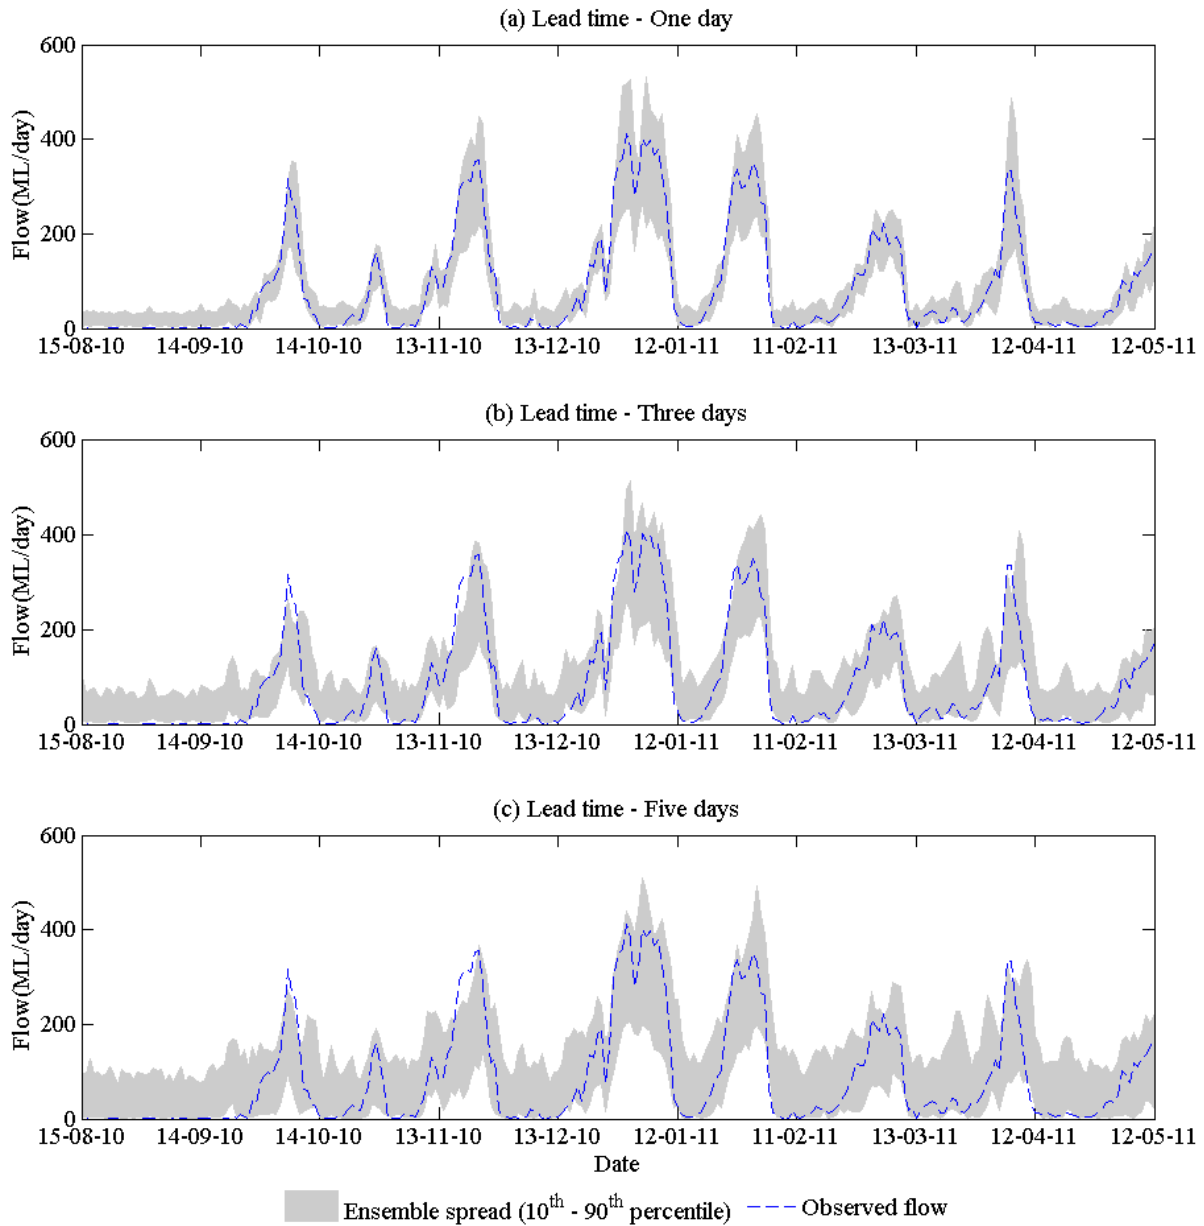 (a) Lead time - One day
600
400
200
0
Flow(ML/day)
15-08-10 14-09-10 14-10-10 13-11-10 13-12-10 12-01-11 11-02-11 13-03-11 12-04-11 12-05-11
(b) Lead time - Three days
600
400
200
0
Flow(ML/day)
15-08-10 14-09-10 14-10-10 13-11-10 13-12-10 12-01-11 11-02-11 13-03-11 12-04-11 12-05-11
(c) Lead time - Five days
600
400
200
0
Flow(ML/day)
15-08-10 14-09-10 14-10-10 13-11-10 13-12-10 12-01-11 11-02-11 13-03-11 12-04-11 12-05-11
Date
Ensemble spread (10th - 90th percentile) Observed flow